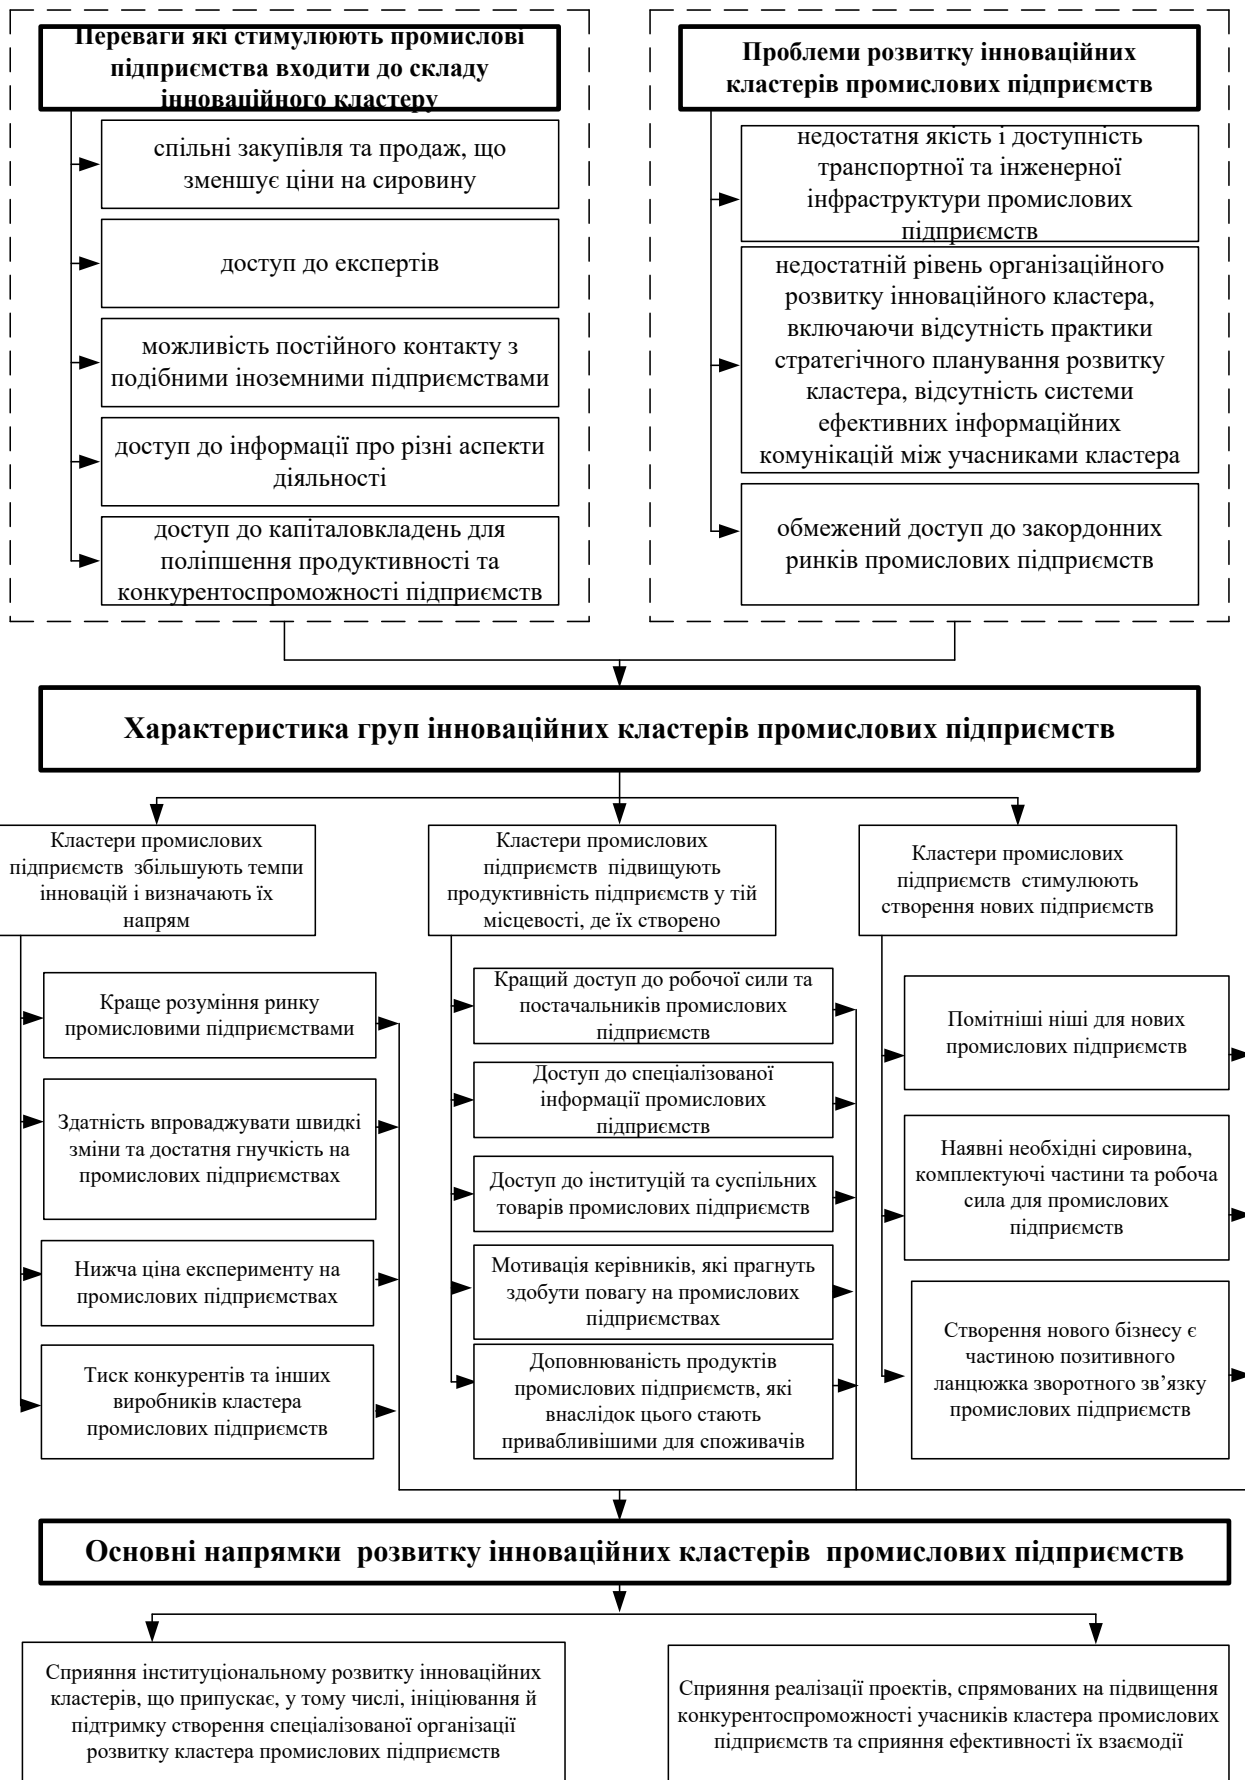 Переваги які стимулюють промислові
підприємства входити до складу
інноваційного кластеру
спільні закупівля та продаж, що
зменшує ціни на сировину
доступ до експертів
можливість постійного контакту з
подібними іноземними підприємствами
доступ до інформації про різні аспекти
діяльності
доступ до капіталовкладень для
поліпшення продуктивності та
конкурентоспроможності підприємств
Проблеми розвитку інноваційних
кластерів промислових підприємств
недостатня якість і доступність
транспортної та інженерної
інфраструктури промислових
підприємств
недостатній рівень організаційного
розвитку інноваційного кластера,
включаючи відсутність практики
стратегічного планування розвитку
кластера, відсутність системи
ефективних інформаційних
комунікацій між учасниками кластера
обмежений доступ до закордонних
ринків промислових підприємств
Характеристика груп інноваційних кластерів промислових підприємств
Кластери промислових
підприємств збільшують темпи
інновацій і визначають їх
напрям
Краще розуміння ринку
промисловими підприємствами
Здатність впроваджувати швидкі
зміни та достатня гнучкість на
промислових підприємствах
Нижча ціна експерименту на
промислових підприємствах
Тиск конкурентів та інших
виробників кластера
промислових підприємств
Кластери промислових
підприємств підвищують
продуктивність підприємств у тій
місцевості, де їх створено
Кращий доступ до робочої сили та
постачальників промислових
підприємств
Доступ до спеціалізованої
інформації промислових
підприємств
Доступ до інституцій та суспільних
товарів промислових підприємств
Мотивація керівників, які прагнуть
здобути повагу на промислових
підприємствах
Доповнюваність продуктів
промислових підприємств, які
внаслідок цього стають
привабливішими для споживачів
Кластери промислових
підприємств стимулюють
створення нових підприємств
Помітніші ніші для нових
промислових підприємств
Наявні необхідні сировина,
комплектуючі частини та робоча
сила для промислових
підприємств
Створення нового бізнесу є
частиною позитивного
ланцюжка зворотного зв’язку
промислових підприємств
Основні напрямки розвитку інноваційних кластерів промислових підприємств
Сприяння інституціональному розвитку інноваційних
кластерів, що припускає, у тому числі, ініціювання й
підтримку створення спеціалізованої організації
розвитку кластера промислових підприємств
Сприяння реалізації проектів, спрямованих на підвищення
конкурентоспроможності учасників кластера промислових
підприємств та сприяння ефективності їх взаємодії